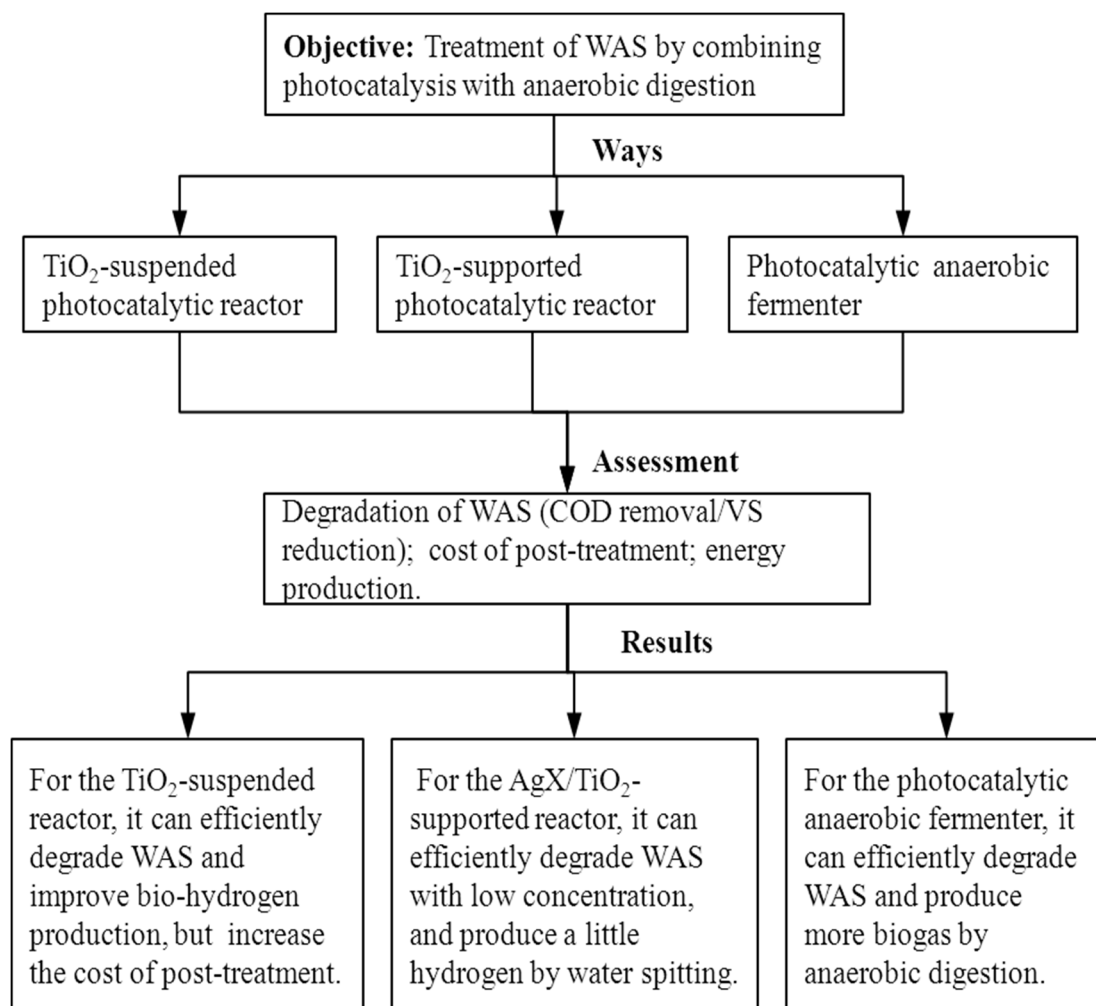 Objective: Treatment of WAS by combining
photocatalysis with anaerobic digestion
Ways
TiO₂-suspended
photocatalytic reactor
TiO₂-supported
photocatalytic reactor
Photocatalytic anaerobic
fermenter
Assessment
Degradation of WAS (COD removal/VS
reduction); cost of post-treatment; energy
production.
Results
For the TiO₂-suspended
reactor, it can efficiently
degrade WAS and
improve bio-hydrogen
production, but increase
the cost of post-treatment.
For the AgX/TiO₂-
supported reactor, it can
efficiently degrade WAS
with low concentration,
and produce a little
hydrogen by water spitting.
For the photocatalytic
anaerobic fermenter, it
can efficiently degrade
WAS and produce
more biogas by
anaerobic digestion.